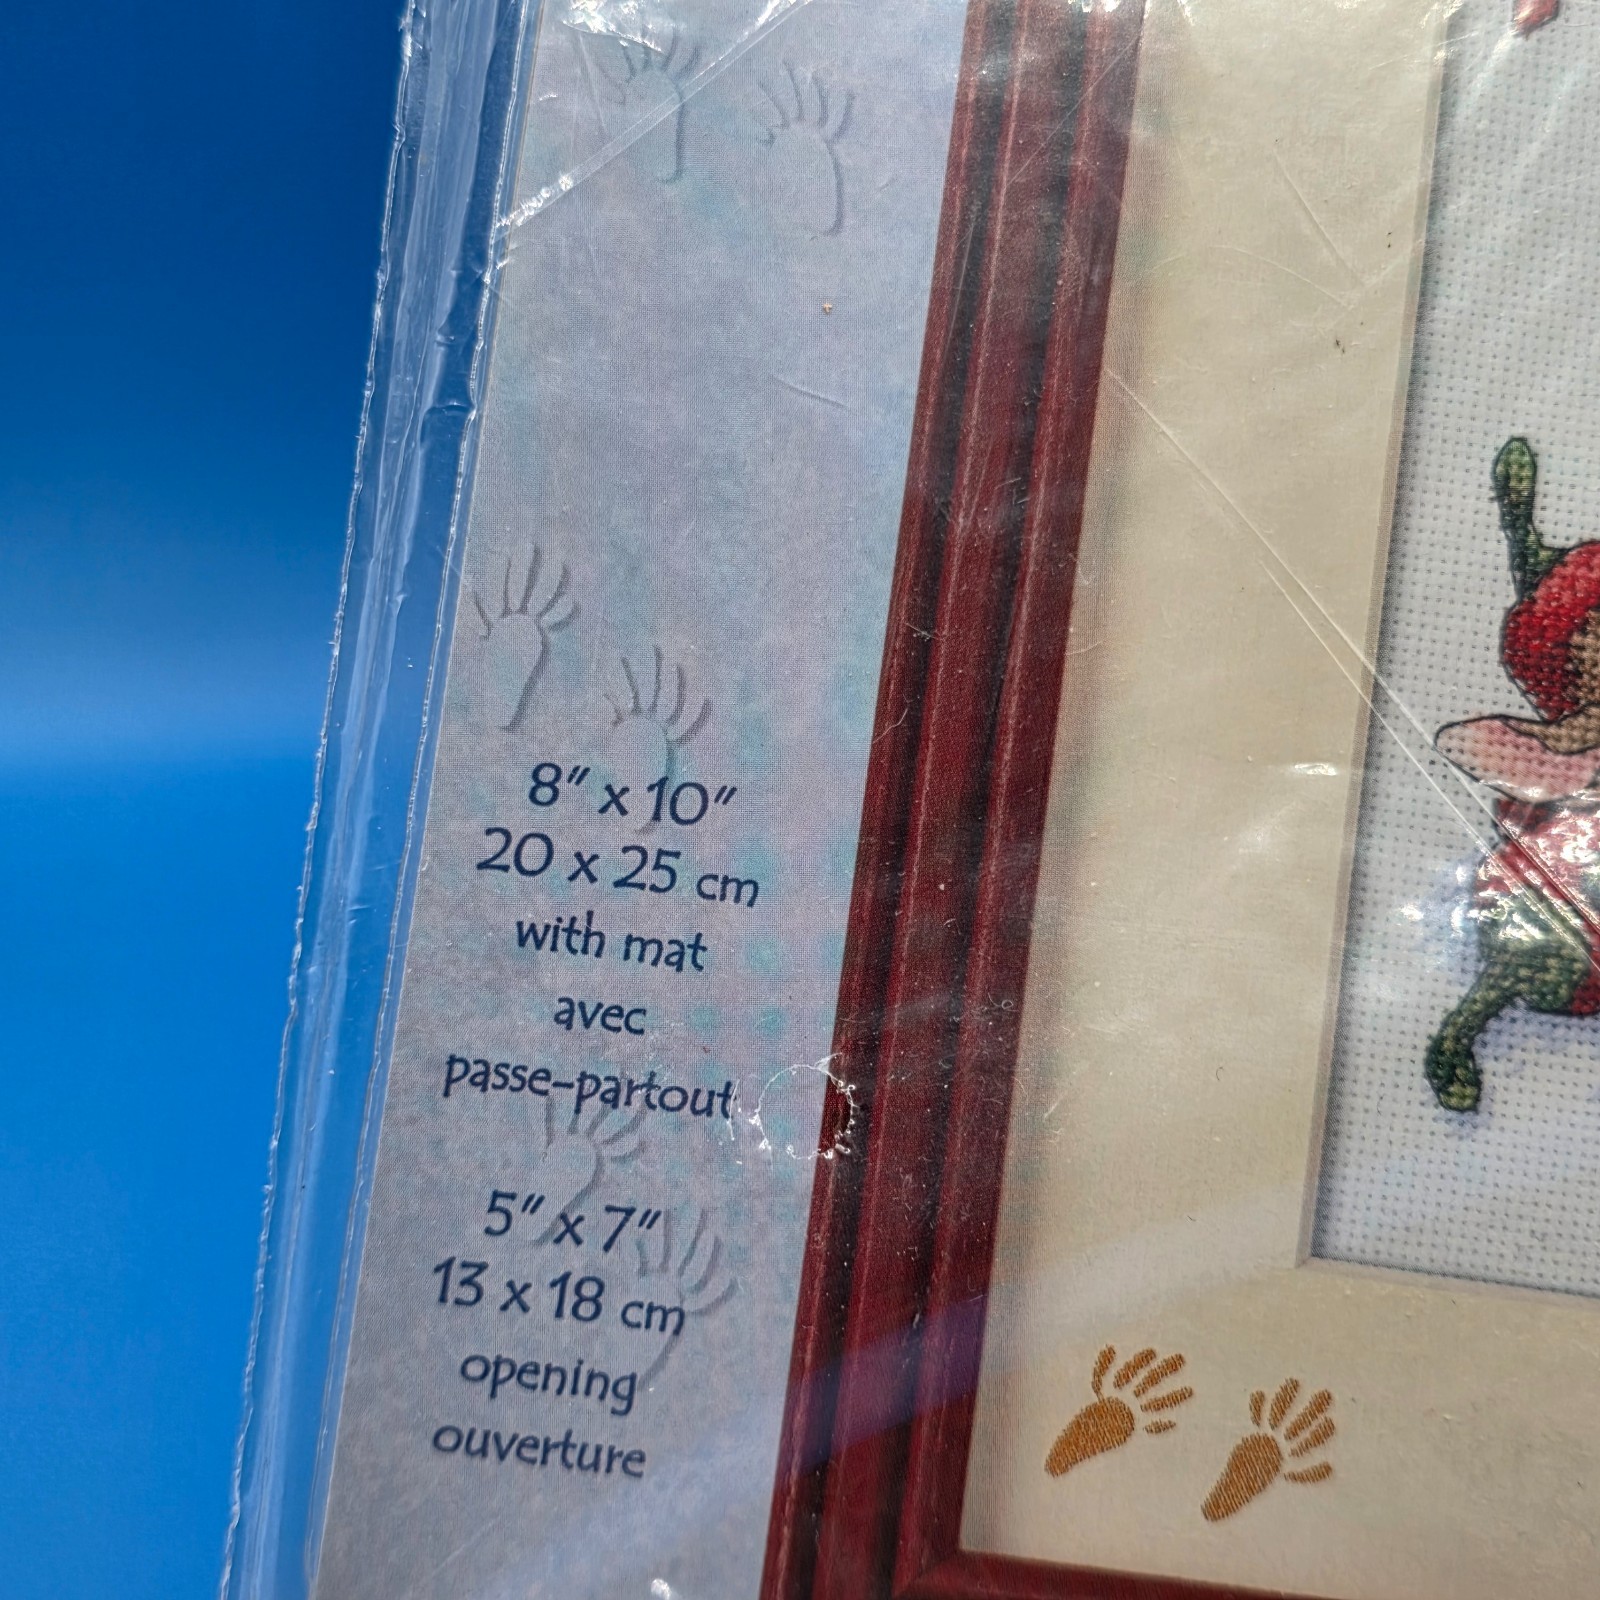 8" x 10"
20 x 25 cm
with mat
avec
passe-partout
5" x 7"
13 x 18 cm
opening
ouverture